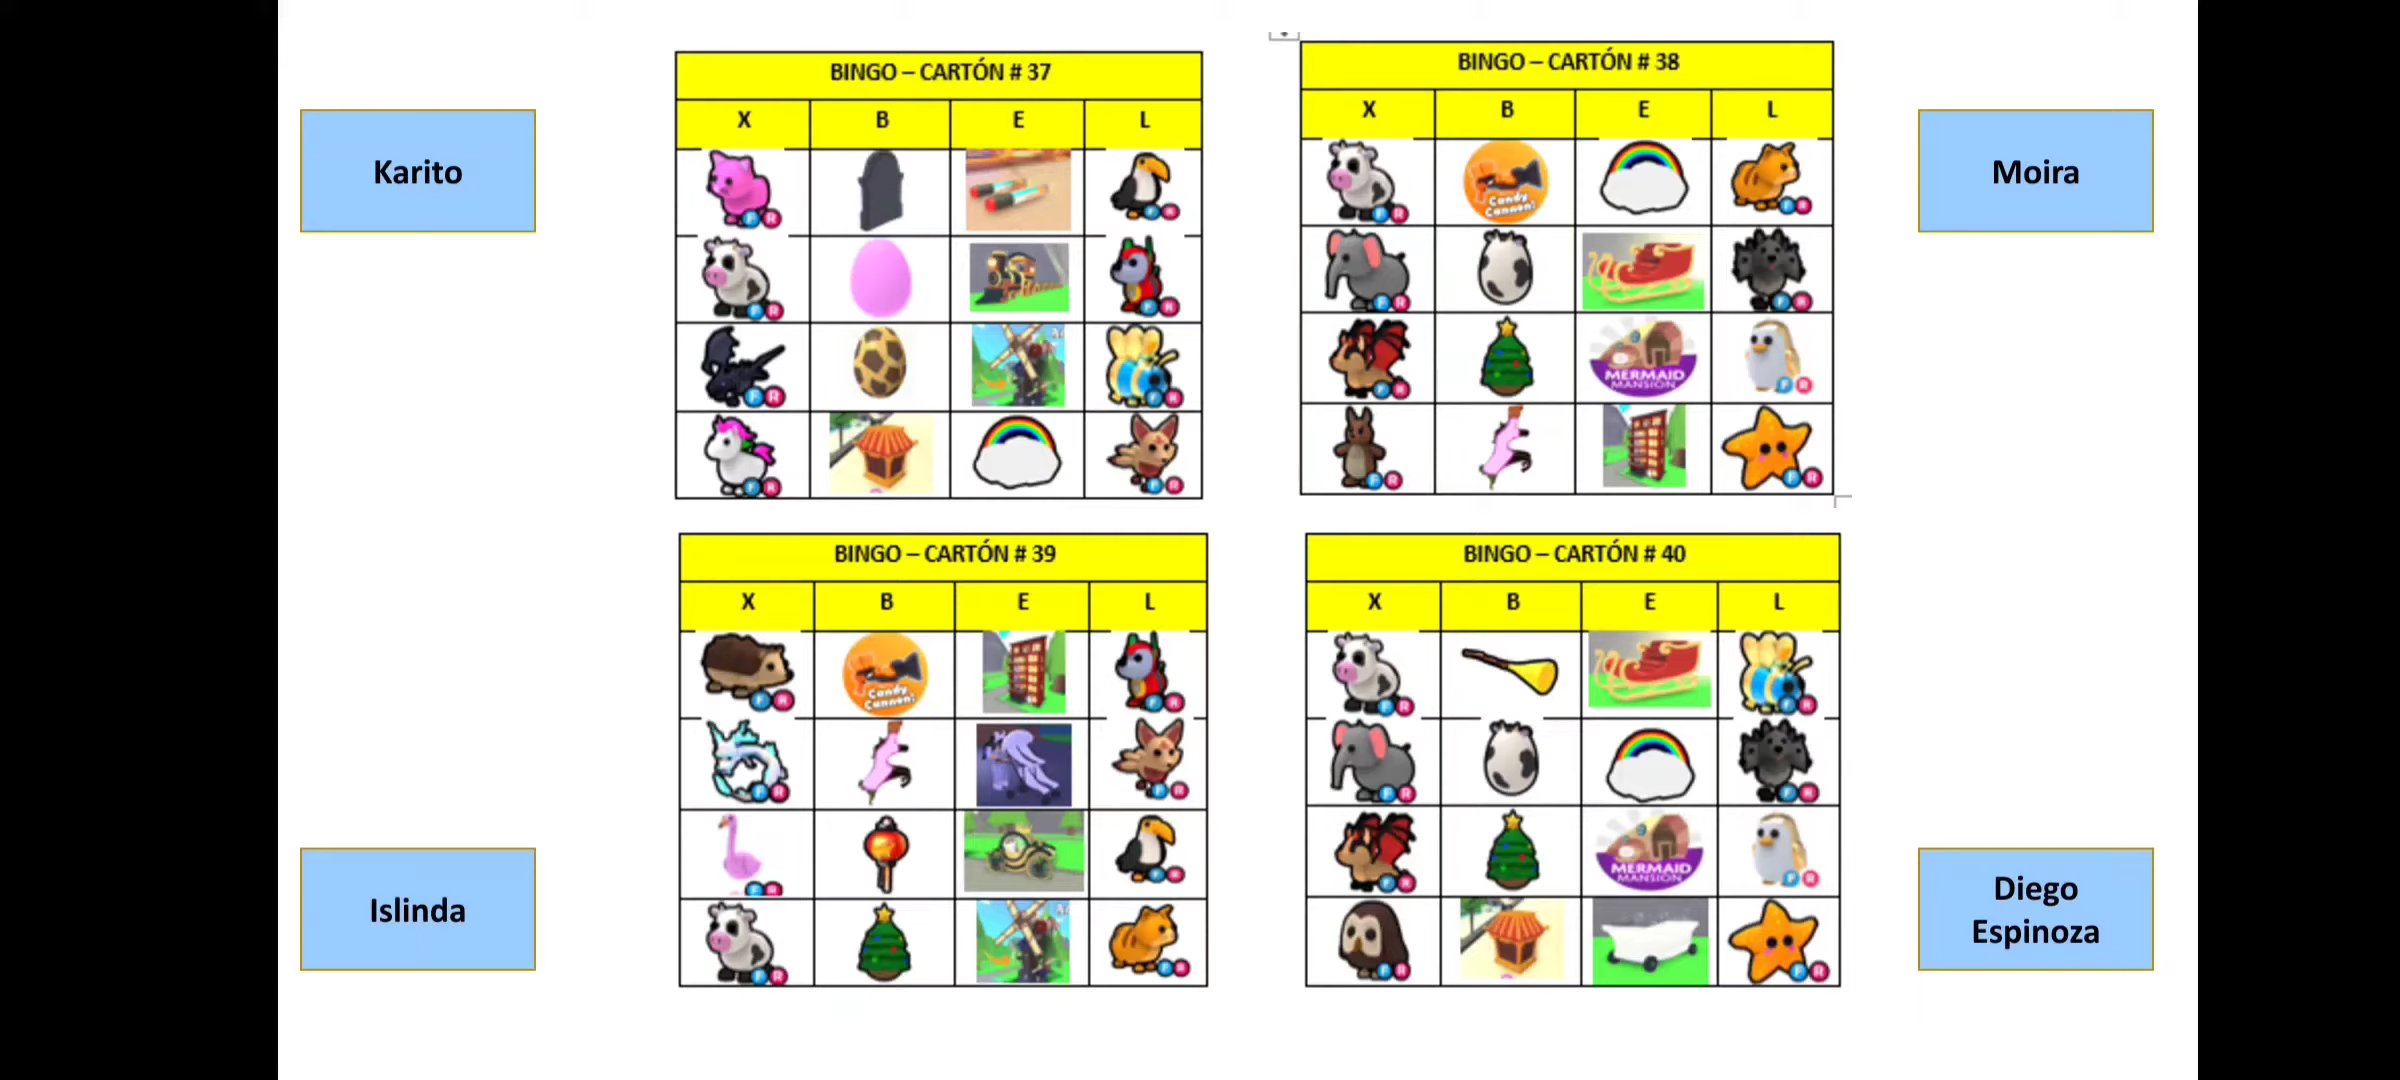 Karito
BINGO – CARTÓN # 37
X B E L
F R F R
F R F R
F R F R
F R F R
BINGO – CARTÓN # 38
X B E L
F R Candy Cannon! F R
F R F R
F R MERMAID MANSION F R
F R F R
Moira
Islinda
BINGO – CARTÓN # 39
X B E L
F R Candy Cannon! F R
F R F R
F R F R
F R F R
BINGO – CARTÓN # 40
X B E L
F R F R
F R F R
F R MERMAID MANSION F R
F R F R
Diego
Espinoza